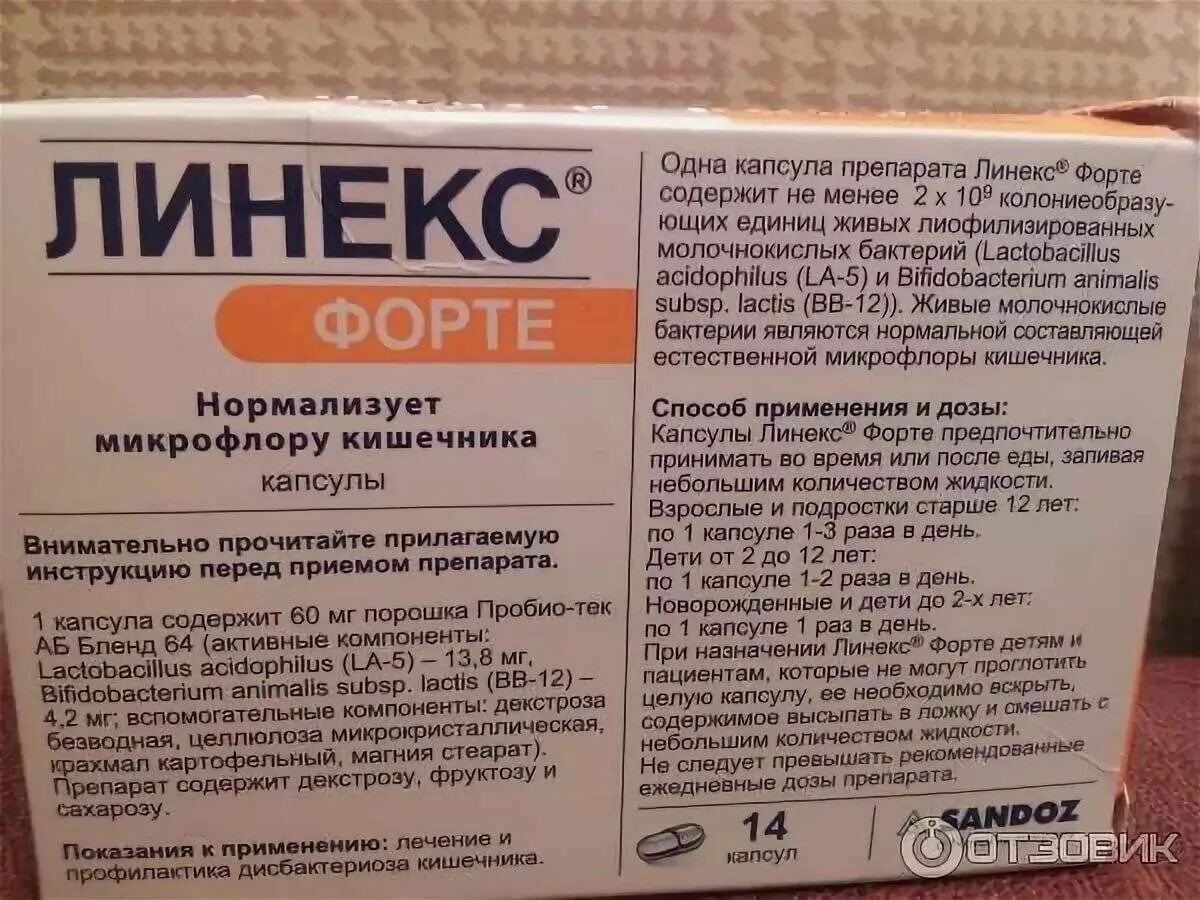 ЛИНЕКС®
ФОРТЕ
Нормализует
микрофлору кишечника
капсулы
Внимательно прочитайте прилагаемую
инструкцию перед приемом препарата.
1 капсула содержит 60 мг порошка Пробио-тек
АБ Бленд 64 (активные компоненты:
Lactobacillus acidophilus (LA-5) – 13,8 мг,
Bifidobacterium animalis subsp. lactis (BB-12) –
4,2 мг; вспомогательные компоненты: декстроза
безводная, целлюлоза микрокристаллическая,
крахмал картофельный, магния стеарат).
Препарат содержит декстрозу, фруктозу и
сахарозу.
Показания к применению: лечение и
профилактика дисбактериоза кишечника.
Одна капсула препарата Линекс® Форте
содержит не менее 2 x 10⁹ колониеобразу-
ющих единиц живых лиофилизированных
молочнокислых бактерий (Lactobacillus
acidophilus (LA-5) и Bifidobacterium animalis
subsp. lactis (BB-12)). Живые молочнокислые
бактерии являются нормальной составляющей
естественной микрофлоры кишечника.
Способ применения и дозы:
Капсулы Линекс® Форте предпочтительно
принимать во время или после еды, запивая
небольшим количеством жидкости.
Взрослые и подростки старше 12 лет:
по 1 капсуле 1-3 раза в день.
Дети от 2 до 12 лет:
по 1 капсуле 1-2 раза в день.
Новорожденные и дети до 2-х лет:
по 1 капсуле 1 раз в день.
При назначении Линекс® Форте детям и
пациентам, которые не могут проглотить
целую капсулу, ее необходимо вскрыть,
содержимое высыпать в ложку и смешать с
небольшим количеством жидкости.
Не следует превышать рекомендованные
ежедневные дозы препарата.
14
капсул
SANDOZ
ОТЗОВИК